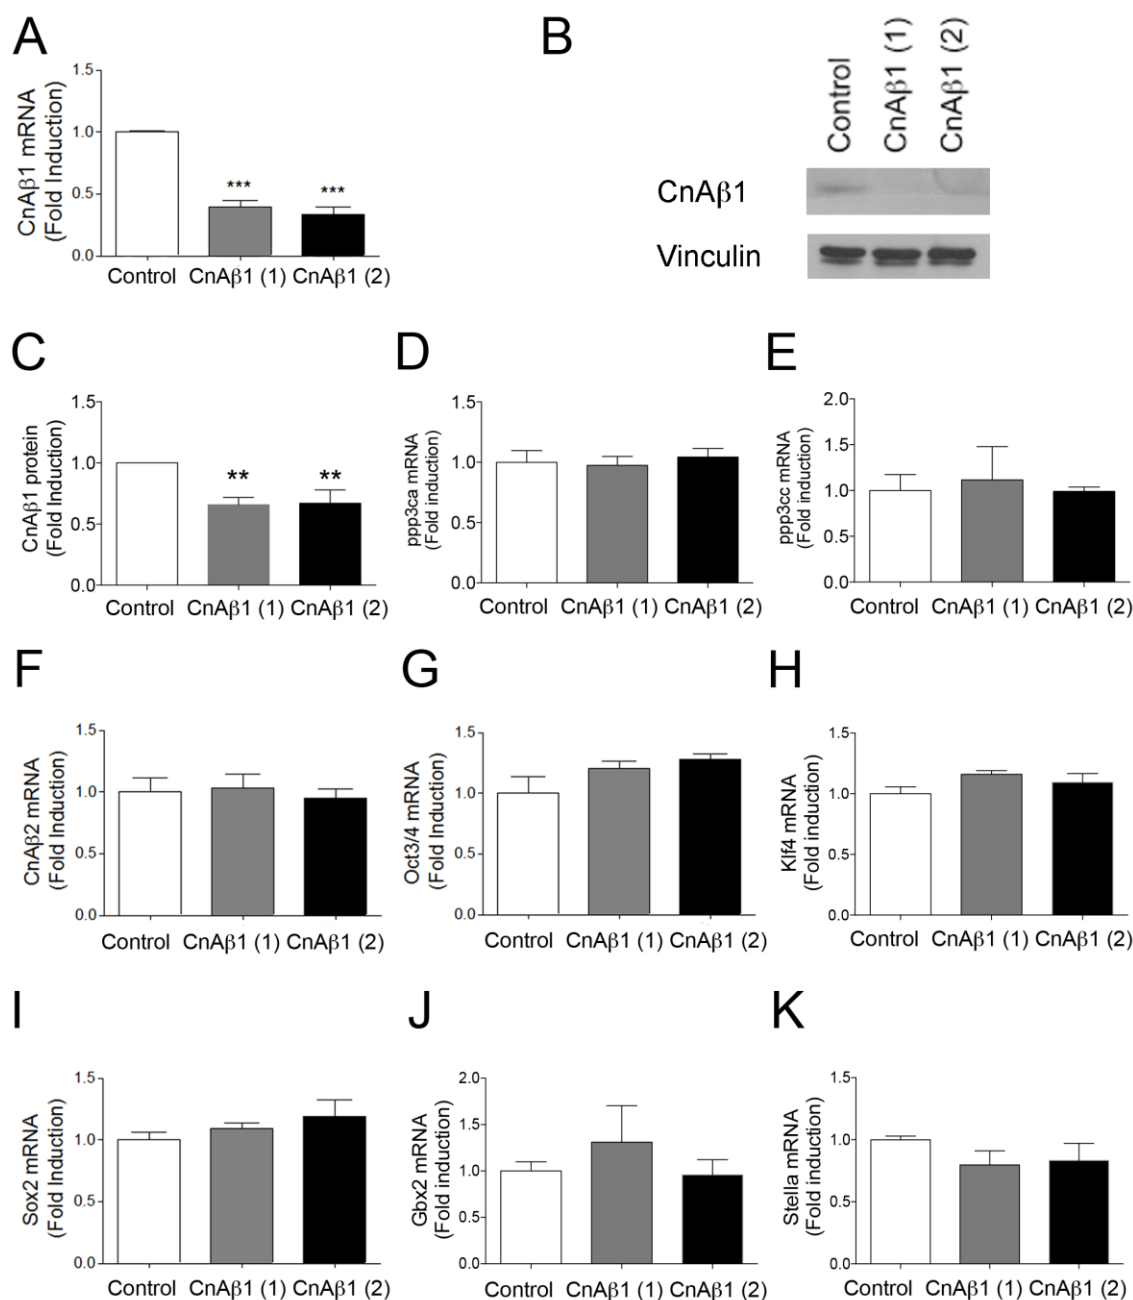 A
CnAβ1 mRNA
(Fold Induction)
1.5
1.0
0.5
0.0
***
***
Control
CnAβ1 (1)
CnAβ1 (2)
B
Control
CnAβ1 (1)
CnAβ1 (2)
CnAβ1
Vinculin
C
CnAβ1 protein
(Fold Induction)
1.5
1.0
0.5
0.0
**
**
Control
CnAβ1 (1)
CnAβ1 (2)
D
ppp3ca mRNA
(Fold induction)
1.5
1.0
0.5
0.0
Control
CnAβ1 (1)
CnAβ1 (2)
E
ppp3cc mRNA
(Fold induction)
2.0
1.5
1.0
0.5
0.0
Control
CnAβ1 (1)
CnAβ1 (2)
F
CnAβ2 mRNA
(Fold Induction)
1.5
1.0
0.5
0.0
Control
CnAβ1 (1)
CnAβ1 (2)
G
Oct3/4 mRNA
(Fold Induction)
1.5
1.0
0.5
0.0
Control
CnAβ1 (1)
CnAβ1 (2)
H
Klf4 mRNA
(Fold induction)
1.5
1.0
0.5
0.0
Control
CnAβ1 (1)
CnAβ1 (2)
I
Sox2 mRNA
(Fold Induction)
1.5
1.0
0.5
0.0
Control
CnAβ1 (1)
CnAβ1 (2)
J
Gbx2 mRNA
(Fold induction)
2.0
1.5
1.0
0.5
0.0
Control
CnAβ1 (1)
CnAβ1 (2)
K
Stella mRNA
(Fold induction)
1.5
1.0
0.5
0.0
Control
CnAβ1 (1)
CnAβ1 (2)